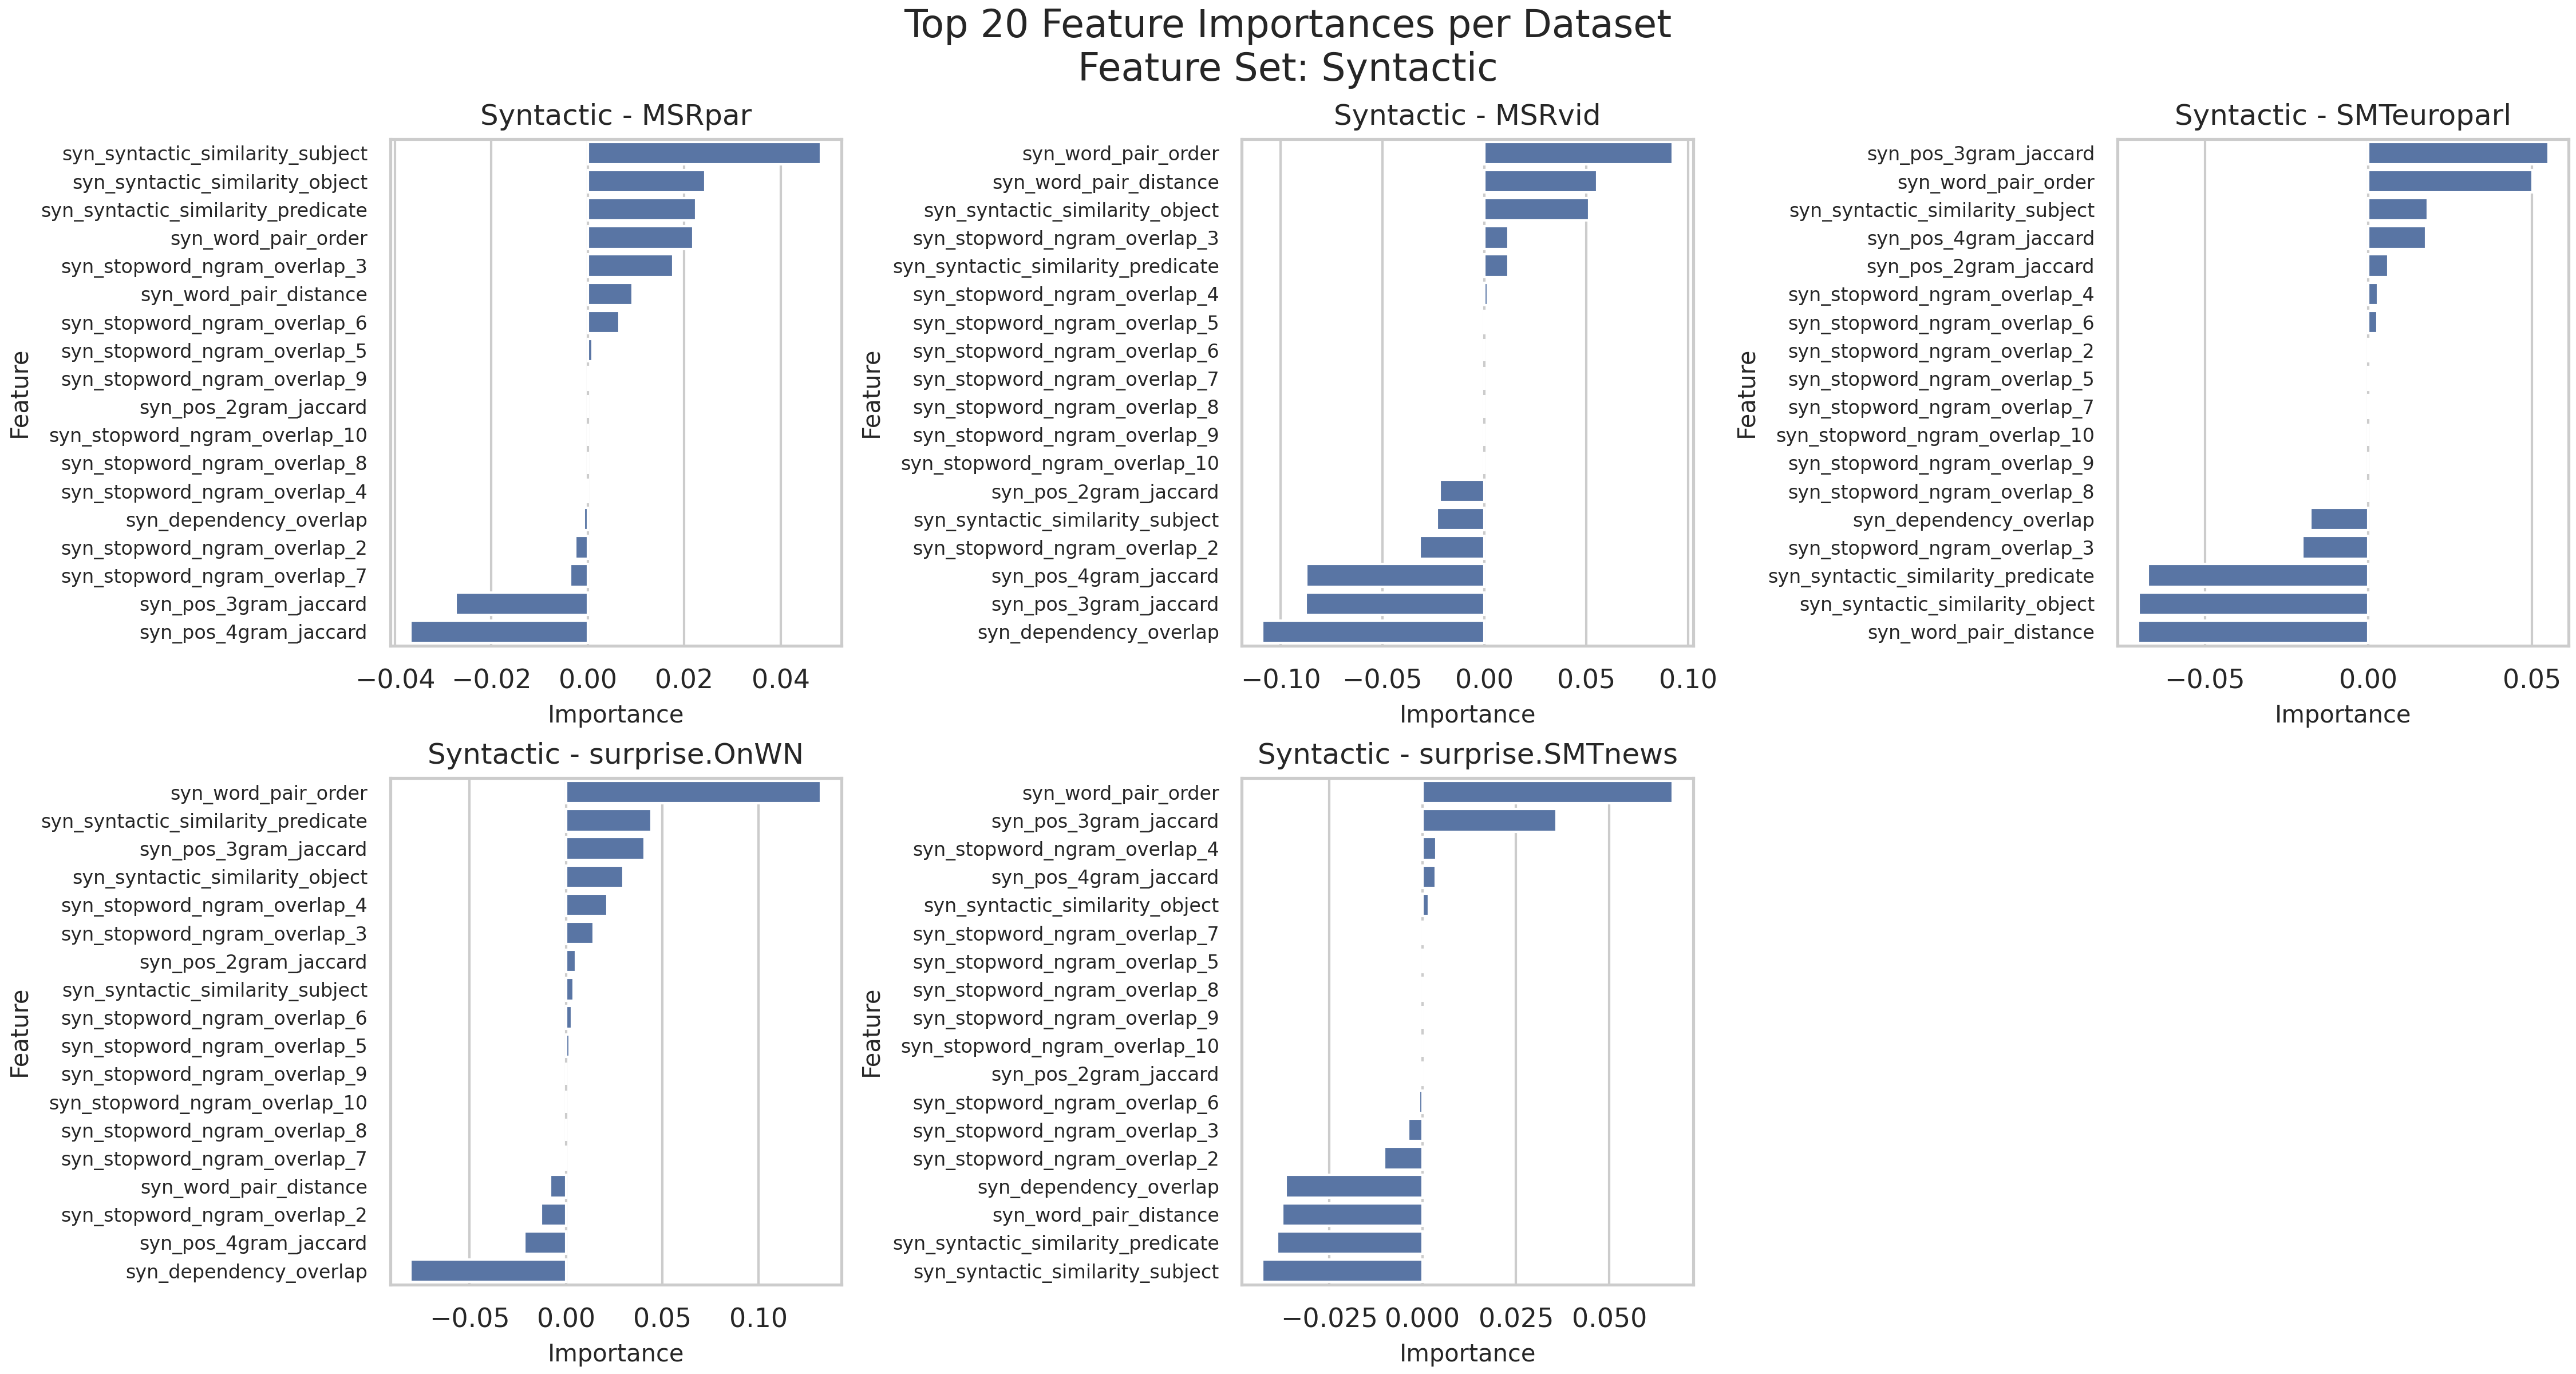 Top 20 Feature Importances per Dataset
Feature Set: Syntactic
Syntactic - MSRpar
syn_syntactic_similarity_subject
syn_syntactic_similarity_object
syn_syntactic_similarity_predicate
syn_word_pair_order
syn_stopword_ngram_overlap_3
syn_word_pair_distance
syn_stopword_ngram_overlap_6
syn_stopword_ngram_overlap_5
syn_stopword_ngram_overlap_9
syn_pos_2gram_jaccard
syn_stopword_ngram_overlap_10
syn_stopword_ngram_overlap_8
syn_stopword_ngram_overlap_4
syn_dependency_overlap
syn_stopword_ngram_overlap_2
syn_stopword_ngram_overlap_7
syn_pos_3gram_jaccard
syn_pos_4gram_jaccard
Feature
−0.04 −0.02 0.00 0.02 0.04
Importance
Syntactic - MSRvid
syn_word_pair_order
syn_word_pair_distance
syn_syntactic_similarity_object
syn_stopword_ngram_overlap_3
syn_syntactic_similarity_predicate
syn_stopword_ngram_overlap_4
syn_stopword_ngram_overlap_5
syn_stopword_ngram_overlap_6
syn_stopword_ngram_overlap_7
syn_stopword_ngram_overlap_8
syn_stopword_ngram_overlap_9
syn_stopword_ngram_overlap_10
syn_pos_2gram_jaccard
syn_syntactic_similarity_subject
syn_stopword_ngram_overlap_2
syn_pos_4gram_jaccard
syn_pos_3gram_jaccard
syn_dependency_overlap
Feature
−0.10 −0.05 0.00 0.05 0.10
Importance
Syntactic - SMTeuroparl
syn_pos_3gram_jaccard
syn_word_pair_order
syn_syntactic_similarity_subject
syn_pos_4gram_jaccard
syn_pos_2gram_jaccard
syn_stopword_ngram_overlap_4
syn_stopword_ngram_overlap_6
syn_stopword_ngram_overlap_2
syn_stopword_ngram_overlap_5
syn_stopword_ngram_overlap_7
syn_stopword_ngram_overlap_10
syn_stopword_ngram_overlap_9
syn_stopword_ngram_overlap_8
syn_dependency_overlap
syn_stopword_ngram_overlap_3
syn_syntactic_similarity_predicate
syn_syntactic_similarity_object
syn_word_pair_distance
Feature
−0.05 0.00 0.05
Importance
Syntactic - surprise.OnWN
syn_word_pair_order
syn_syntactic_similarity_predicate
syn_pos_3gram_jaccard
syn_syntactic_similarity_object
syn_stopword_ngram_overlap_4
syn_stopword_ngram_overlap_3
syn_pos_2gram_jaccard
syn_syntactic_similarity_subject
syn_stopword_ngram_overlap_6
syn_stopword_ngram_overlap_5
syn_stopword_ngram_overlap_9
syn_stopword_ngram_overlap_10
syn_stopword_ngram_overlap_8
syn_stopword_ngram_overlap_7
syn_word_pair_distance
syn_stopword_ngram_overlap_2
syn_pos_4gram_jaccard
syn_dependency_overlap
Feature
−0.05 0.00 0.05 0.10
Importance
Syntactic - surprise.SMTnews
syn_word_pair_order
syn_pos_3gram_jaccard
syn_stopword_ngram_overlap_4
syn_pos_4gram_jaccard
syn_syntactic_similarity_object
syn_stopword_ngram_overlap_7
syn_stopword_ngram_overlap_5
syn_stopword_ngram_overlap_8
syn_stopword_ngram_overlap_9
syn_stopword_ngram_overlap_10
syn_pos_2gram_jaccard
syn_stopword_ngram_overlap_6
syn_stopword_ngram_overlap_3
syn_stopword_ngram_overlap_2
syn_dependency_overlap
syn_word_pair_distance
syn_syntactic_similarity_predicate
syn_syntactic_similarity_subject
Feature
−0.025 0.000 0.025 0.050
Importance